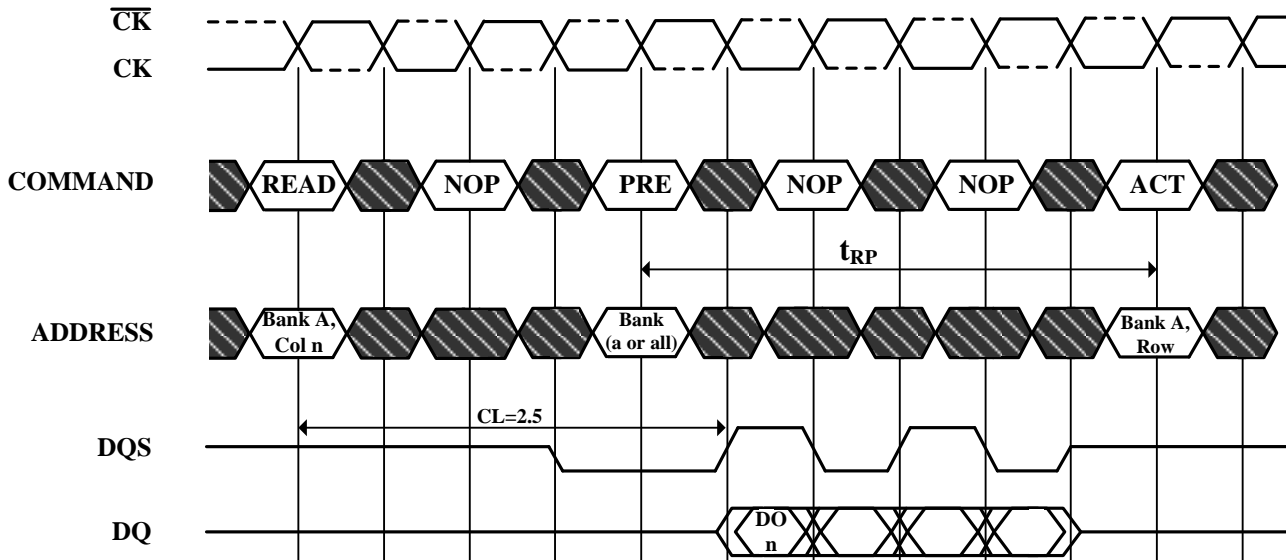 CK
CK
COMMAND READ NOP PRE NOP NOP ACT
tRP
ADDRESS Bank A, Col n Bank (a or all) Bank A, Row
CL=2.5
DQS
DQ DO n